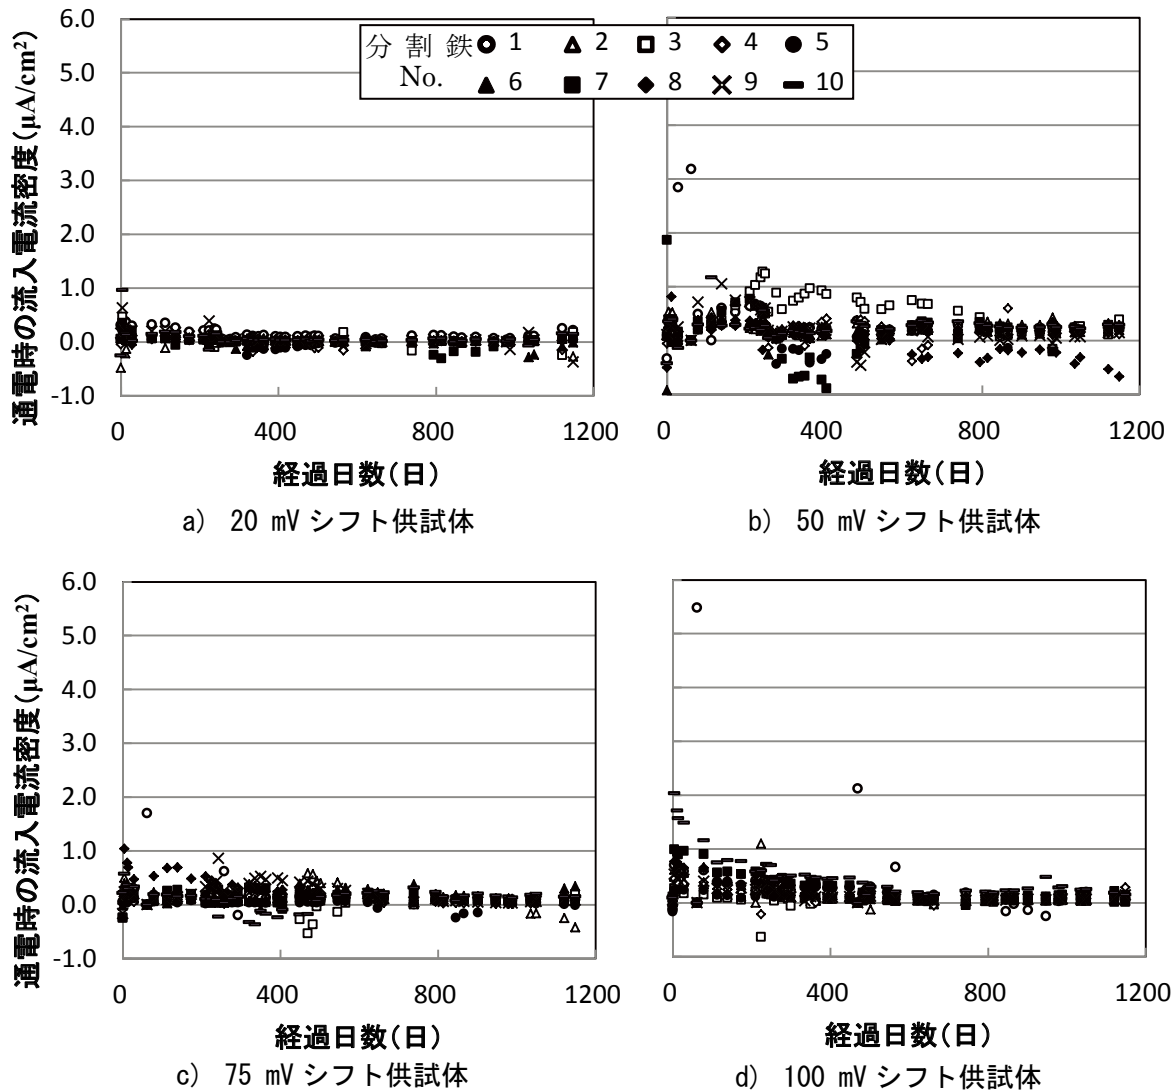 6.0
5.0
4.0
3.0
2.0
1.0
0.0
-1.0
0 400 800 1200
通電時の流入電流密度(μA/cm²)
経過日数(日)
a) 20 mV シフト供試体
分割鉄 1 2 3 4 5
No. 6 7 8 9 10
0 400 800 1200
経過日数(日)
b) 50 mV シフト供試体
6.0
5.0
4.0
3.0
2.0
1.0
0.0
-1.0
0 400 800 1200
通電時の流入電流密度(μA/cm²)
経過日数(日)
c) 75 mV シフト供試体
0 400 800 1200
経過日数(日)
d) 100 mV シフト供試体